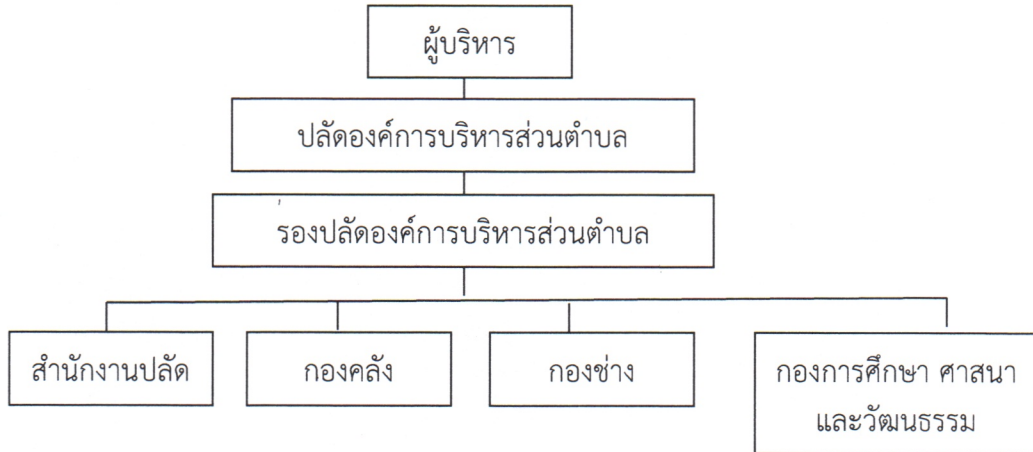 ผู้บริหาร
ปลัดองค์การบริหารส่วนตำบล
รองปลัดองค์การบริหารส่วนตำบล
สำนักงานปลัด
กองคลัง
กองช่าง
กองการศึกษา ศาสนา
และวัฒนธรรม